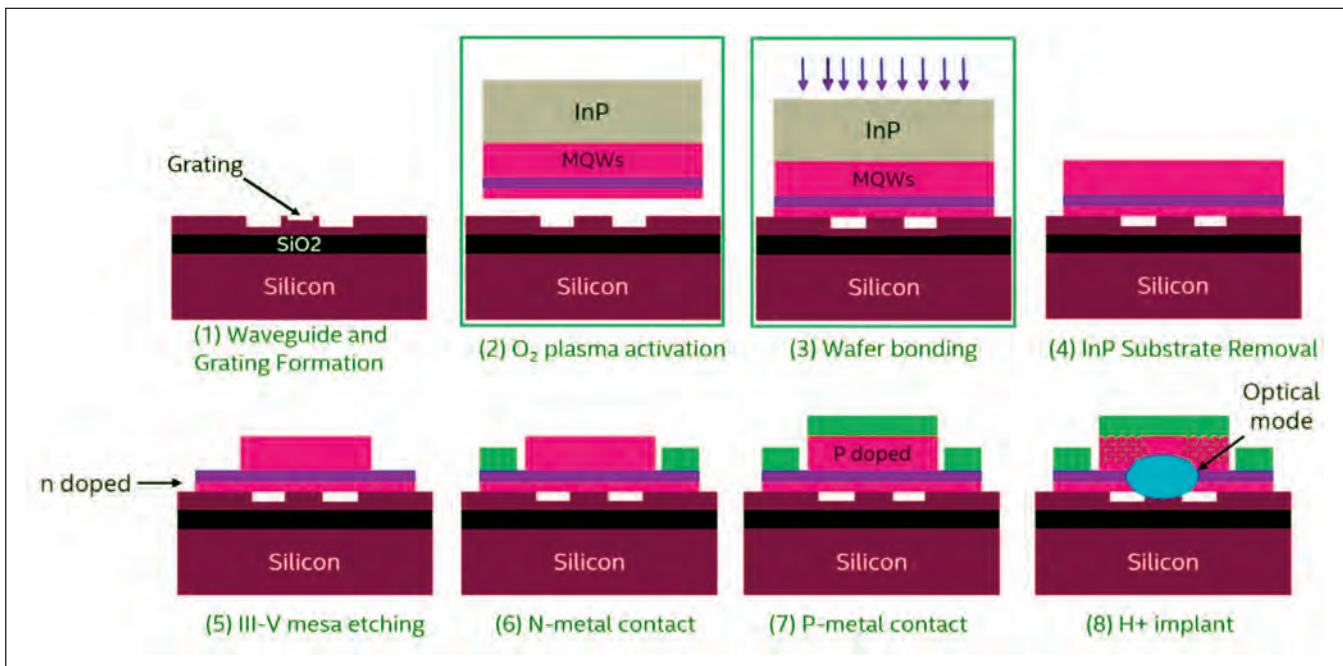 Grating
SiO2
Silicon
(1) Waveguide and
Grating Formation
InP
MQWs
Silicon
(2) O₂ plasma activation
InP
MQWs
Silicon
(3) Wafer bonding
Silicon
(4) InP Substrate Removal
n doped
Silicon
(5) III-V mesa etching
Silicon
(6) N-metal contact
P doped
Silicon
(7) P-metal contact
Optical
mode
Silicon
(8) H+ implant